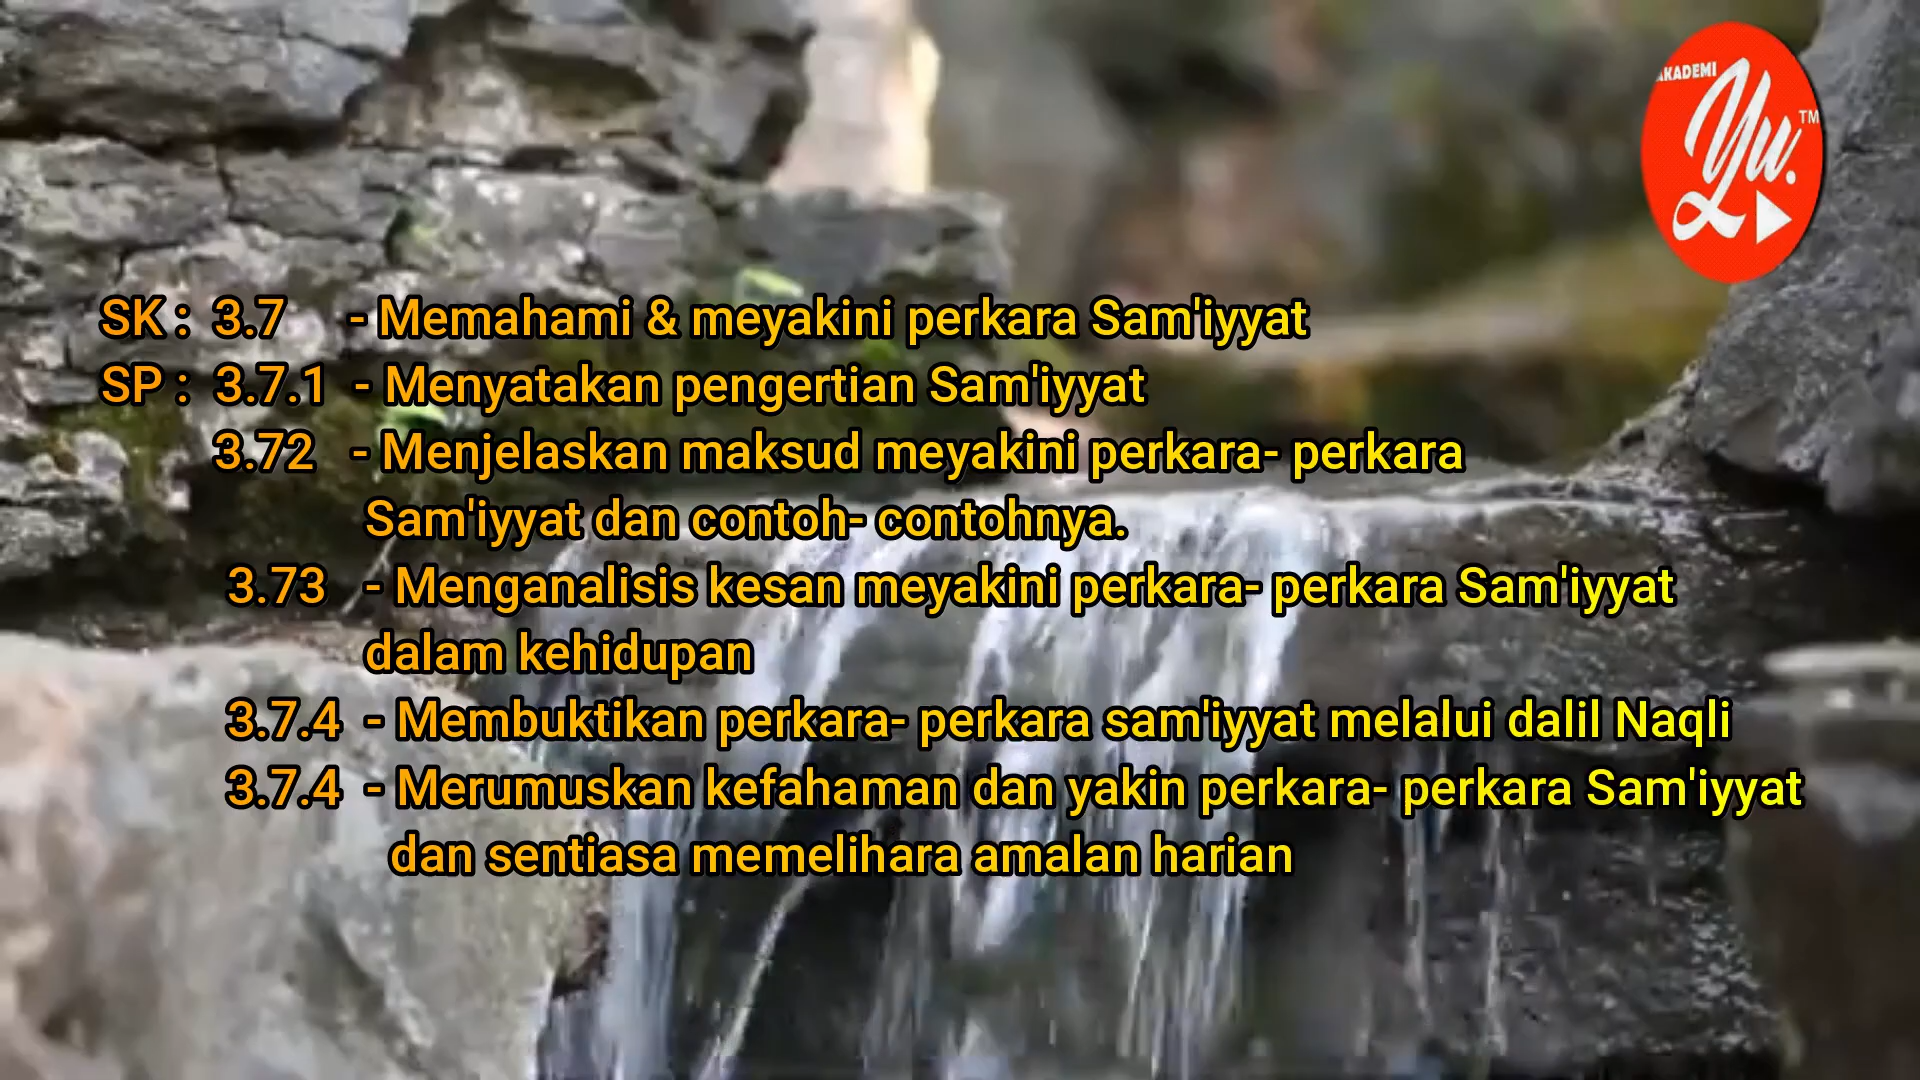 AKADEMI
Yu.
TM
SK : 3.7 - Memahami & meyakini perkara Sam'iyyat
SP : 3.7.1 - Menyatakan pengertian Sam'iyyat
3.72 - Menjelaskan maksud meyakini perkara- perkara
Sam'iyyat dan contoh- contohnya.
3.73 - Menganalisis kesan meyakini perkara- perkara Sam'iyyat
dalam kehidupan
3.7.4 - Membuktikan perkara- perkara sam'iyyat melalui dalil Naqli
3.7.4 - Merumuskan kefahaman dan yakin perkara- perkara Sam'iyyat
dan sentiasa memelihara amalan harian